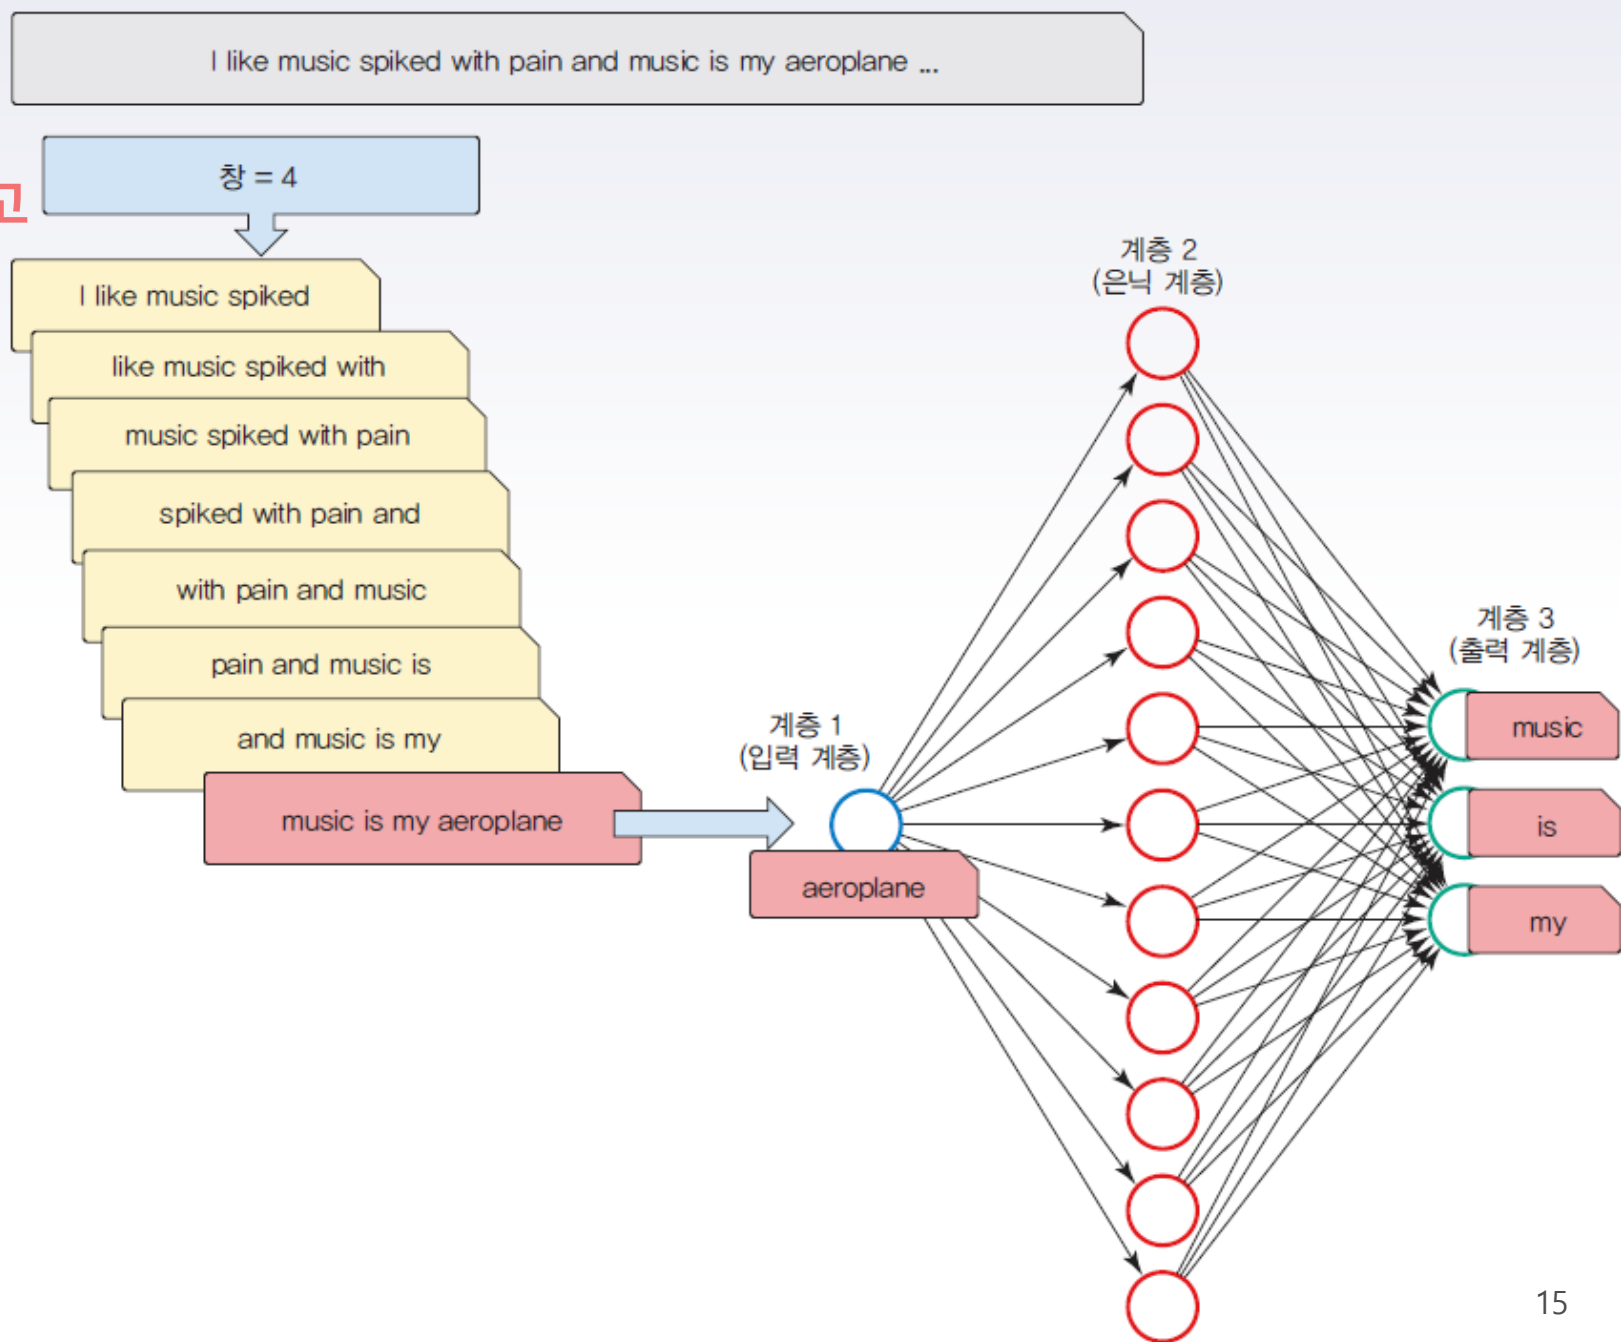 I like music spiked with pain and music is my aeroplane ...
창 = 4
고
I like music spiked
like music spiked with
music spiked with pain
spiked with pain and
with pain and music
pain and music is
and music is my
music is my aeroplane
계층 1
(입력 계층)
aeroplane
계층 2
(은닉 계층)
계층 3
(출력 계층)
music
is
my
15